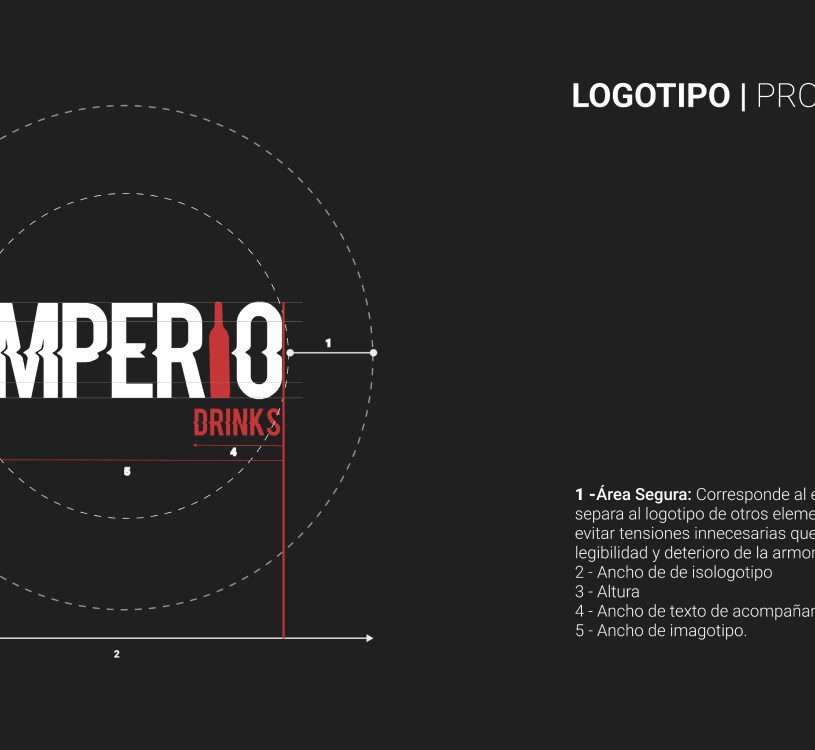 LOGOTIPO | PRO
MPERIO
1
DRINKS
4
5
1 -Área Segura: Corresponde al e
separa al logotipo de otros eleme
evitar tensiones innecesarias que
legibilidad y deterioro de la armor
2 - Ancho de de isologotipo
3 - Altura
4 - Ancho de texto de acompañar
5 - Ancho de imagotipo.
2